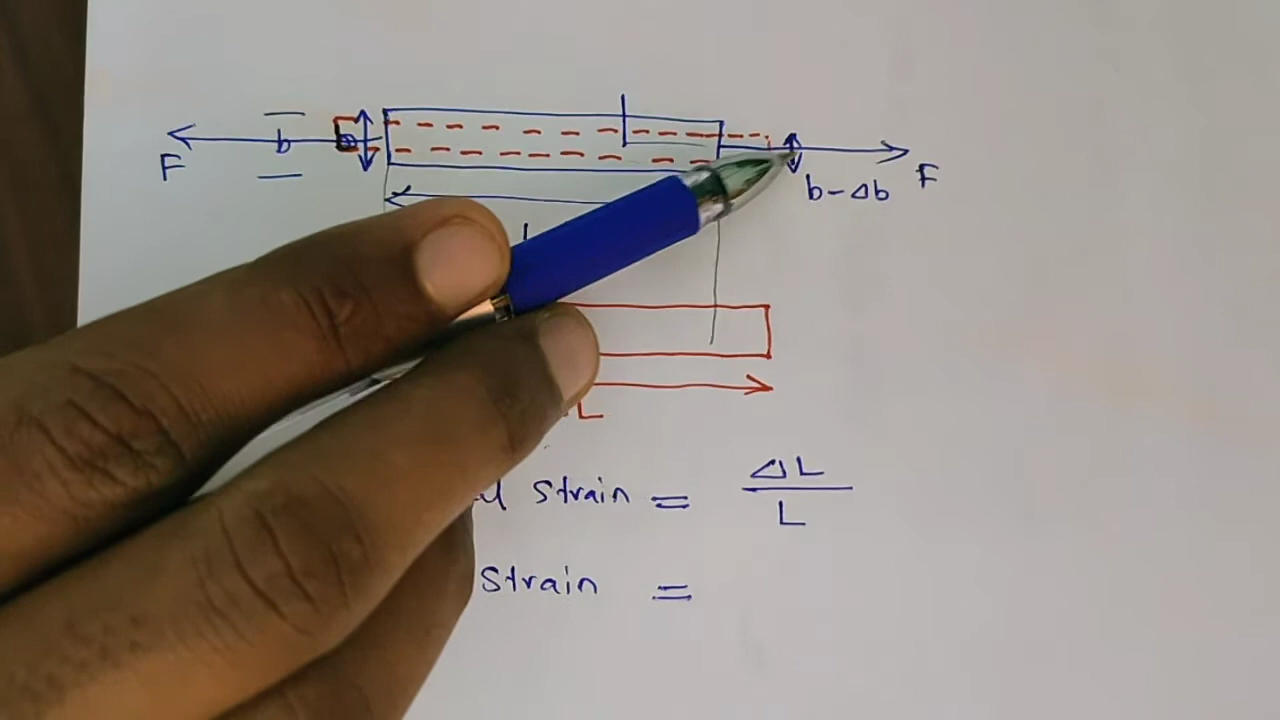 F b b - Δb F
L
L
Strain = ΔL / L
Strain =